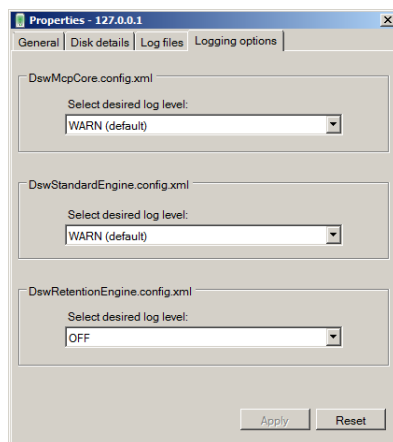 Properties - 127.0.0.1
General Disk details Log files Logging options
DswMcpCore.config.xml
Select desired log level:
WARN (default)
DswStandardEngine.config.xml
Select desired log level:
WARN (default)
DswRetentionEngine.config.xml
Select desired log level:
OFF
Apply Reset